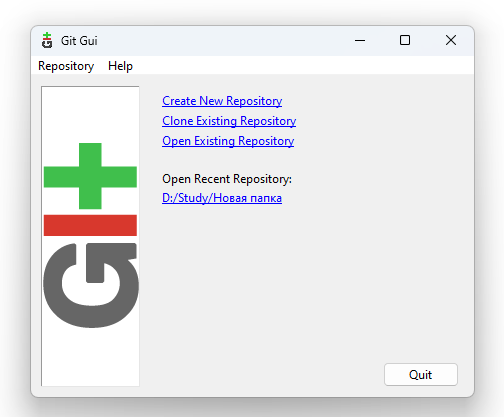 Git Gui
Repository Help
Create New Repository
Clone Existing Repository
Open Existing Repository
Open Recent Repository:
D:/Study/Новая папка
GIt
Quit